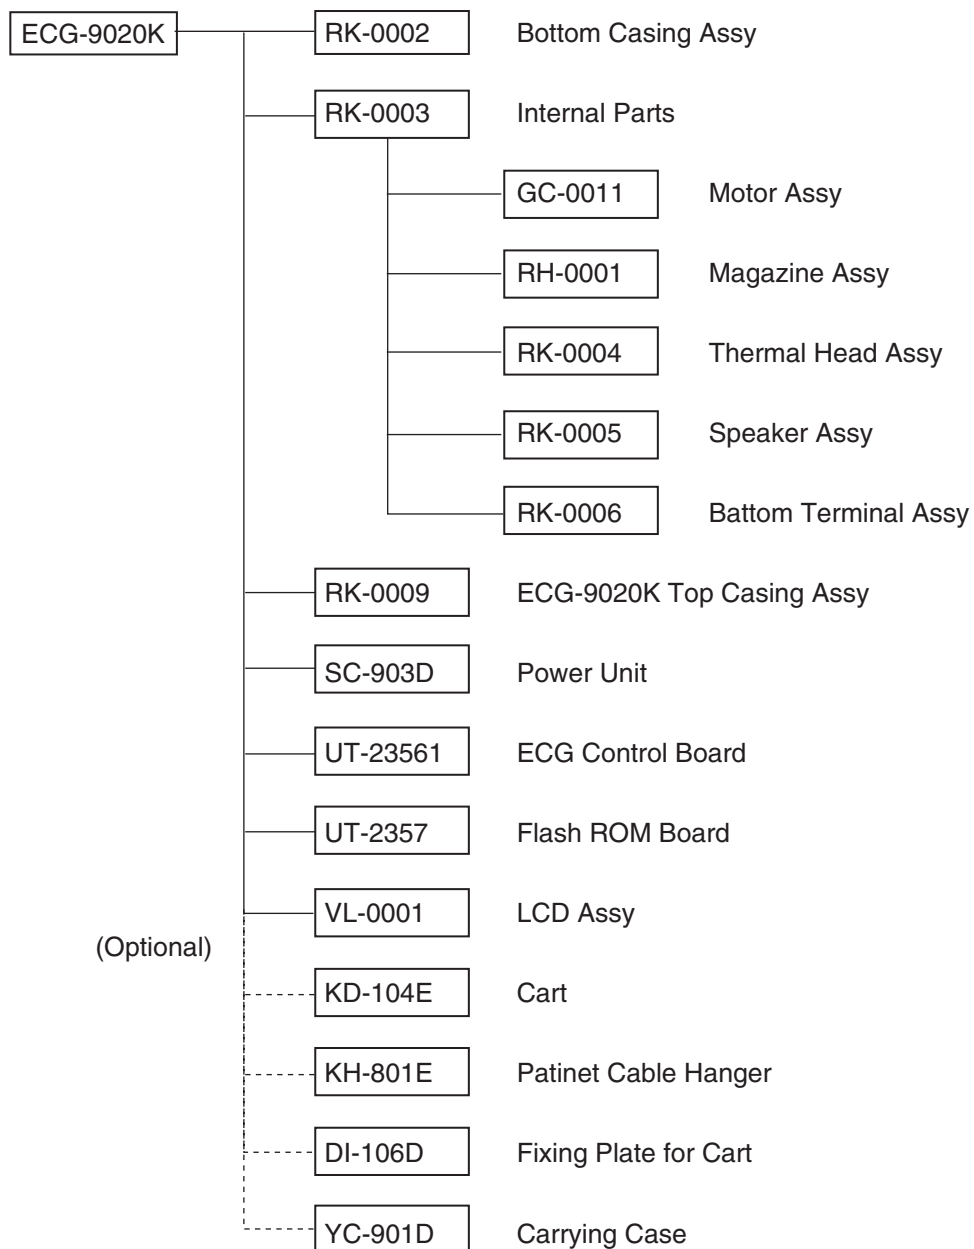 ECG-9020K RK-0002 Bottom Casing Assy
RK-0003 Internal Parts
GC-0011 Motor Assy
RH-0001 Magazine Assy
RK-0004 Thermal Head Assy
RK-0005 Speaker Assy
RK-0006 Battom Terminal Assy
RK-0009 ECG-9020K Top Casing Assy
SC-903D Power Unit
UT-23561 ECG Control Board
UT-2357 Flash ROM Board
VL-0001 LCD Assy
(Optional)
KD-104E Cart
KH-801E Patinet Cable Hanger
DI-106D Fixing Plate for Cart
YC-901D Carrying Case